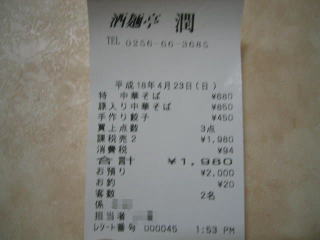 酒麺亭 潤
TEL 0256-66-3685
平成18年4月23日(日)
特 中華そば ¥680
豚入り中華そば ¥850
手作り餃子 ¥450
買上点数 3点
課税売2 ¥1,980
消費税 ¥94
合計 ¥1,980
お預り ¥2,000
お釣 ¥20
客数 2名
係
担当者
レシート番号 000045 1:53 PM